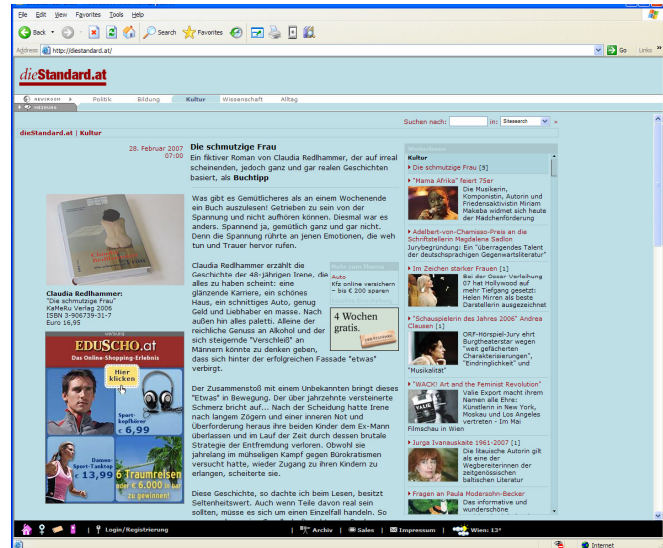 File Edit View Favorites Tools Help
Back Search Favorites
Address http://diestandard.at/ Go Links »
dieStandard.at
NEWSROOM Politik Bildung Kultur Wissenschaft Alltag
Suchen nach: in: Sitesearch »
dieStandard.at | Kultur
28. Februar 2007
07:00
Die schmutzige Frau
Ein fiktiver Roman von Claudia Redlhammer, der auf irreal
scheinenden, jedoch ganz und gar realen Geschichten
basiert, als Buchtipp
Was gibt es Gemütlicheres als an einem Wochenende
ein Buch auszulesen! Getrieben zu sein von der
Spannung und nicht aufhören können. Diesmal war es
anders. Spannend ja, gemütlich ganz und gar nicht.
Denn die Spannung rührte an jenen Emotionen, die weh
tun und Trauer hervor rufen.
Claudia Redlhammer:
"Die schmutzige Frau"
KaMeRu Verlag 2006
ISBN 3-906739-31-7
Euro 16,95
Claudia Redlhammer erzählt die
Geschichte der 48-jährigen Irene, die
alles zu haben scheint: eine
glänzende Karriere, ein schönes
Haus, ein schnittiges Auto, genug
Geld und Liebhaber en masse. Nach
außen hin alles paletti. Alleine der
reichliche Genuss an Alkohol und der
sich steigernde "Verschleiß" an
Männern könnte zu denken geben,
dass sich hinter der erfolgreichen Fassade "etwas"
verbirgt.
Auto
Kfz online versichern
– bis € 200 sparen
4 Wochen
gratis.
Der Zusammenstoß mit einem Unbekannten bringt dieses
"Etwas" in Bewegung. Der über jahrzehnte versteinerte
Schmerz bricht auf... Nach der Scheidung hatte Irene
nach langem Zögern und einer inneren Not und
Überforderung heraus ihre beiden Kinder dem Ex-Mann
überlassen und im Lauf der Zeit durch dessen brutale
Strategie der Entfremdung verloren. Obwohl sie
jahrelang im mühseligen Kampf gegen Bürokratismen
versucht hatte, wieder Zugang zu ihren Kindern zu
erlangen, scheiterte sie.
Diese Geschichte, so dachte ich beim Lesen, besitzt
Seltenheitswert. Auch wenn Teile davon real sein
sollten, müsse es sich um einen Einzelfall handeln. So
EDUSCHO.at
Das Online-Shopping-Erlebnis
Hier
klicken
Sport-
kopfhörer
€ 6,99
Damen-
Sport-Tanktop
€ 13,99
6 Traumreisen
oder € 6.000 in bar
zu gewinnen!
Weiterlesen
Kultur
Die schmutzige Frau [3]
"Mama Afrika" feiert 75er
Die Musikerin,
Komponistin, Autorin und
Friedensaktivistin Miriam
Makeba widmet sich heute
der Mädchenförderung
Adelbert-von-Chamisso-Preis an die
Schriftstellerin Magdalena Sadlon
Jurybegründung: Ein "überragendes Talent
der deutschsprachigen Gegenwartsliteratur"
Im Zeichen starker Frauen [1]
Bei der Oscar Verleihung
07 hat Hollywood auf
mehr Tiefgang gesetzt:
Helen Mirren als beste
Darstellerin ausgezeichnet
"Schauspielerin des Jahres 2006" Andrea
Clausen [1]
ORF-Hörspiel-Jury ehrt
Burgtheaterstar wegen
"weit gefächerten
Charakterisierungen",
"Eindringlichkeit" und
"Musikalität"
"WACK! Art and the Feminist Revolution"
Valie Export macht ihrem
Namen alle Ehre:
Künstlerin in New York,
Moskau und Los Angeles
vertreten - Im Mai
Filmschau in Wien
Jurga Ivanauskaite 1961-2007 [1]
Die litauische Autorin gilt
als eine der
Wegbereiterinnen der
zeitgenössischen
baltischen Literatur
Fragen an Paula Modersohn-Becker
Das informative und
wunderschöne
Login/Registrierung | Archiv | Sales | Impressum | Wien: 13°
Internet